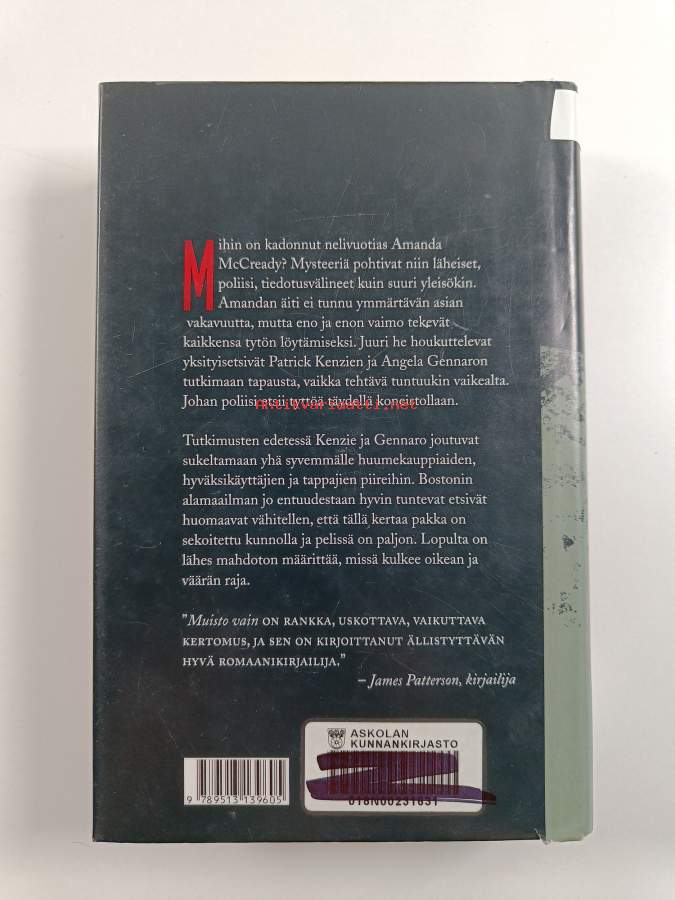 Mihin on kadonnut nelivuotias Amanda
McCready? Mysteeriä pohtivat niin läheiset,
poliisi, tiedotusvälineet kuin suuri yleisökin.
Amandan äiti ei tunnu ymmärtävän asian
vakavuutta, mutta eno ja enon vaimo tekevät
kaikkensa tytön löytämiseksi. Juuri he houkuttelevat
yksityisetsivät Patrick Kenzien ja Angela Gennaron
tutkimaan tapausta, vaikka tehtävä tuntuukin vaikealta.
Johan poliisi etsii tyttöä täydellä koneistollaan.
Antikvariaatti.net
Tutkimusten edetessä Kenzie ja Gennaro joutuvat
sukeltamaan yhä syvemmälle huumekauppiaiden,
hyväksikäyttäjien ja tappajien piireihin. Bostonin
alamaailman jo entuudestaan hyvin tuntevat etsivät
huomaavat vähitellen, että tällä kertaa pakka on
sekoitettu kunnolla ja pelissä on paljon. Lopulta on
lähes mahdoton määrittää, missä kulkee oikean ja
väärän raja.
"Muisto vain ON RANKKA, USKOTTAVA, VAIKUTTAVA
KERTOMUS, JA SEN ON KIRJOITTANUT ÄLLISTYTTÄVÄN
HYVÄ ROMAANIKIRJAILIJA."
– James Patterson, kirjailija
ASKOLAN
KUNNANKIRJASTO
018N00231631
9 789513 139605